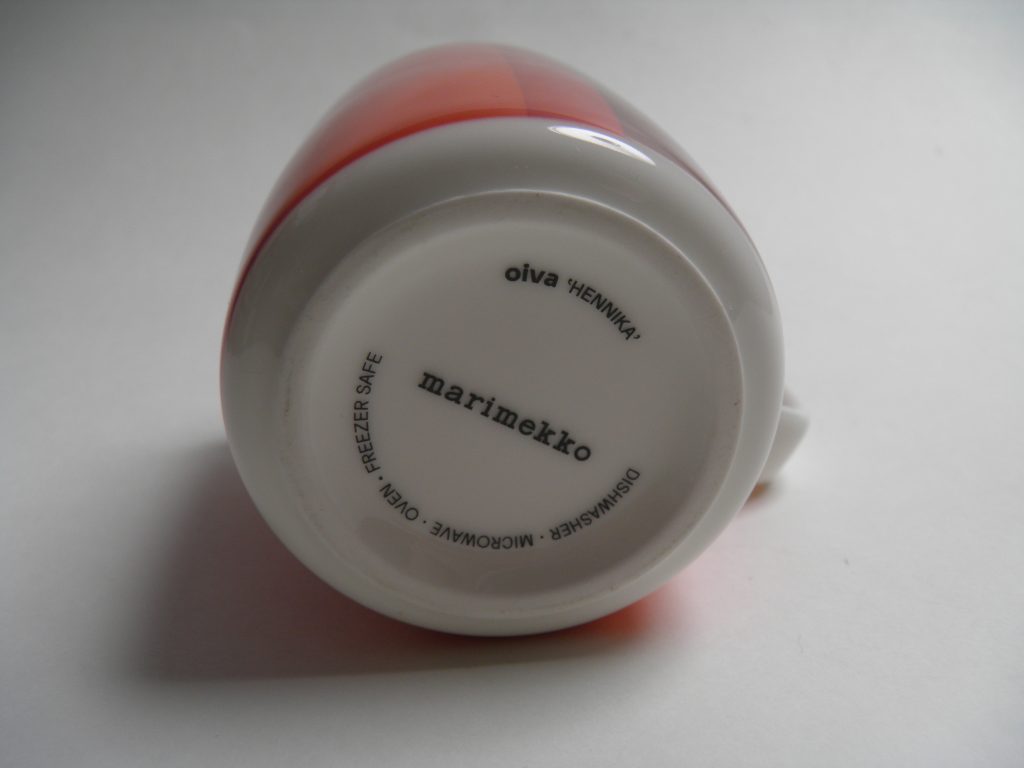 oiva 'HENNIKA'
marimekko
DISHWASHER · MICROWAVE · OVEN · FREEZER SAFE